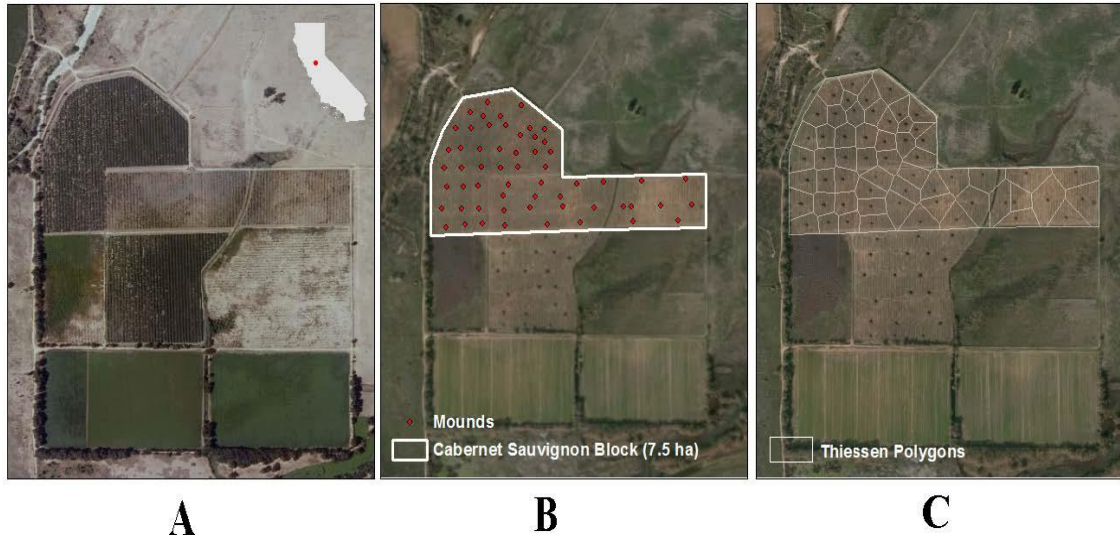 Mounds
Cabernet Sauvignon Block (7.5 ha)
Thiessen Polygons
A
B
C